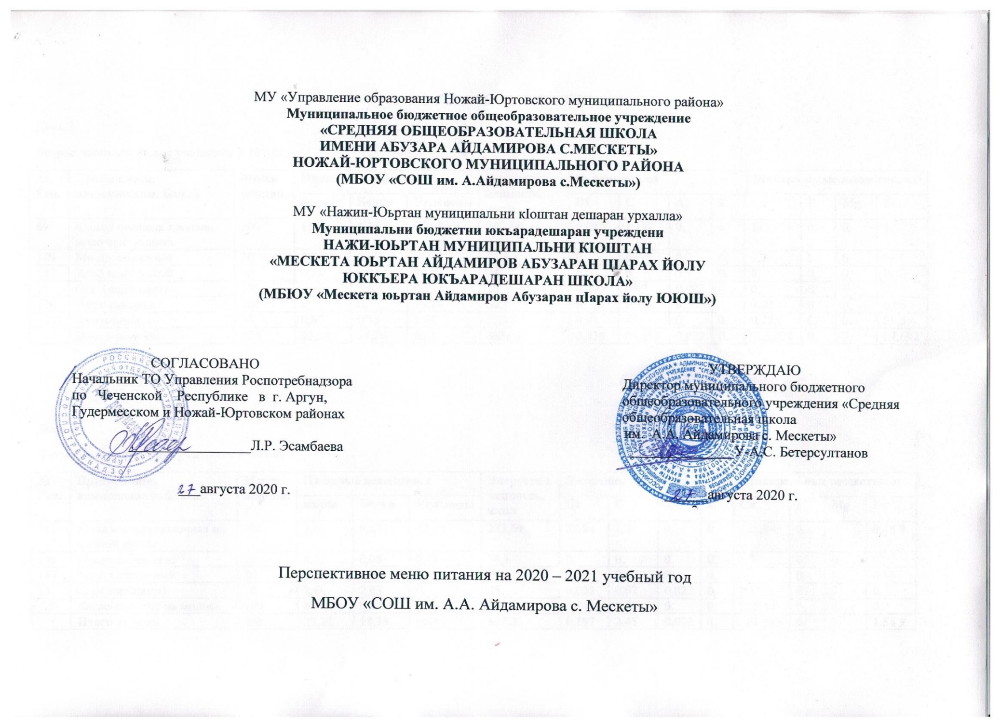 МУ «Управление образования Ножай-Юртовского муниципального района»
Муниципальное бюджетное общеобразовательное учреждение
«СРЕДНЯЯ ОБЩЕОБРАЗОВАТЕЛЬНАЯ ШКОЛА
ИМЕНИ АБУЗАРА АЙДАМИРОВА С.МЕСКЕТЫ»
НОЖАЙ-ЮРТОВСКОГО МУНИЦИПАЛЬНОГО РАЙОНА
(МБОУ «СОШ им. А.Айдамирова с.Мескеты»)
МУ «Нажин-Юьртан муниципальни кIоштан дешаран урхалла»
Муниципальни бюджетни юкъарадешаран учреждени
НАЖИ-ЮЬРТАН МУНИЦИПАЛЬНИ КIОШТАН
«МЕСКЕТА ЮЬРТАН АЙДАМИРОВ АБУЗАРАН ЦIАРАХ ЙОЛУ
ЮККЪЕРА ЮКЪАРАДЕШАРАН ШКОЛА»
(МБЮУ «Мескета юьртан Айдамиров Абузаран цIарах йолу ЮЮШ»)
СОГЛАСОВАНО
Начальник ТО Управления Роспотребнадзора
по Чеченской Республике в г. Аргун,
Гудермесском и Ножай-Юртовском районах
Л.Р. Эсамбаева
27 августа 2020 г.
УТВЕРЖДАЮ
Директор муниципального бюджетного
общеобразовательного учреждения «Средняя
общеобразовательная школа
им. А.А. Айдамирова с. Мескеты»
У-А.С. Бетерсултанов
27 августа 2020 г.
Перспективное меню питания на 2020 – 2021 учебный год
МБОУ «СОШ им. А.А. Айдамирова с. Мескеты»